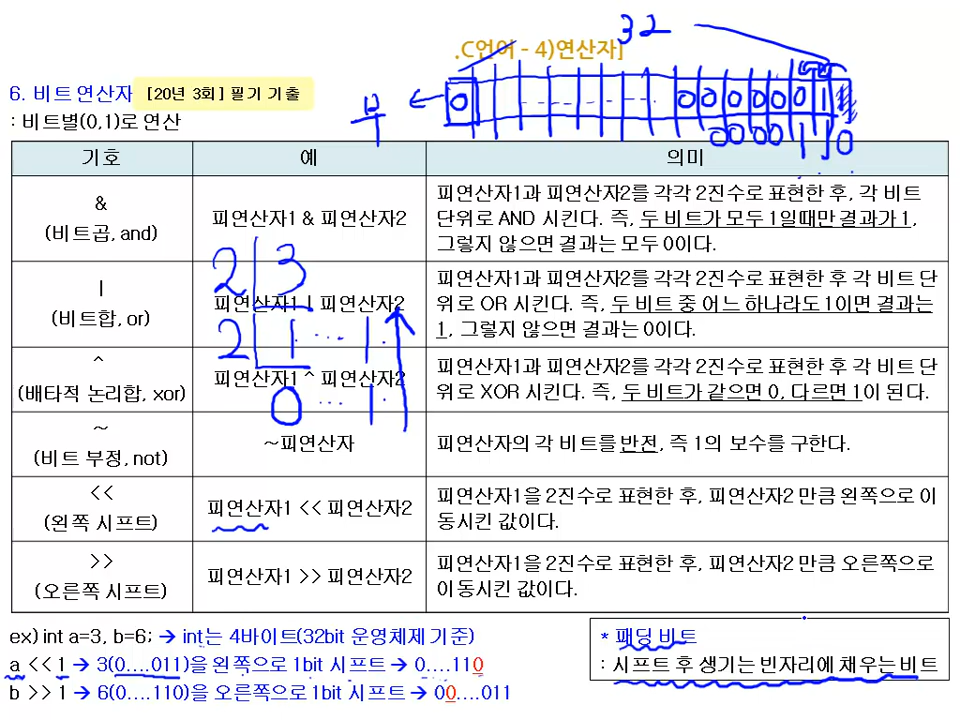 .C언어 - 4)연산자]
32
6. 비트 연산자 [20년 3회] 필기 기출
: 비트별(0,1)로 연산
부 ← 0 0 0 0 0 0 0 1
0 0 0 0 1 1 0
기호 예 의미
&
(비트곱, and)
피연산자1 & 피연산자2
피연산자1과 피연산자2를 각각 2진수로 표현한 후, 각 비트
단위로 AND 시킨다. 즉, 두 비트가 모두 1일때만 결과가 1,
그렇지 않으면 결과는 모두 0이다.
|
(비트합, or)
피연산자1 | 피연산자2
피연산자1과 피연산자2를 각각 2진수로 표현한 후 각 비트 단
위로 OR 시킨다. 즉, 두 비트 중 어느 하나라도 1이면 결과는
1, 그렇지 않으면 결과는 0이다.
2 3
2 1 ... 1
0 ... 1
^
(배타적 논리합, xor)
피연산자1 ^ 피연산자2
피연산자1과 피연산자2를 각각 2진수로 표현한 후 각 비트 단
위로 XOR 시킨다. 즉, 두 비트가 같으면 0, 다르면 1이 된다.
~
(비트 부정, not)
~피연산자
피연산자의 각 비트를 반전, 즉 1의 보수를 구한다.
<<
(왼쪽 시프트)
피연산자1 << 피연산자2
피연산자1을 2진수로 표현한 후, 피연산자2 만큼 왼쪽으로 이
동시킨 값이다.
>>
(오른쪽 시프트)
피연산자1 >> 피연산자2
피연산자1을 2진수로 표현한 후, 피연산자2 만큼 오른쪽으로
이동시킨 값이다.
ex) int a=3, b=6; → int는 4바이트(32bit 운영체제 기준)
a << 1 → 3(0....011)을 왼쪽으로 1bit 시프트 → 0....110
b >> 1 → 6(0....110)을 오른쪽으로 1bit 시프트 → 00....011
* 패딩 비트
: 시프트 후 생기는 빈자리에 채우는 비트